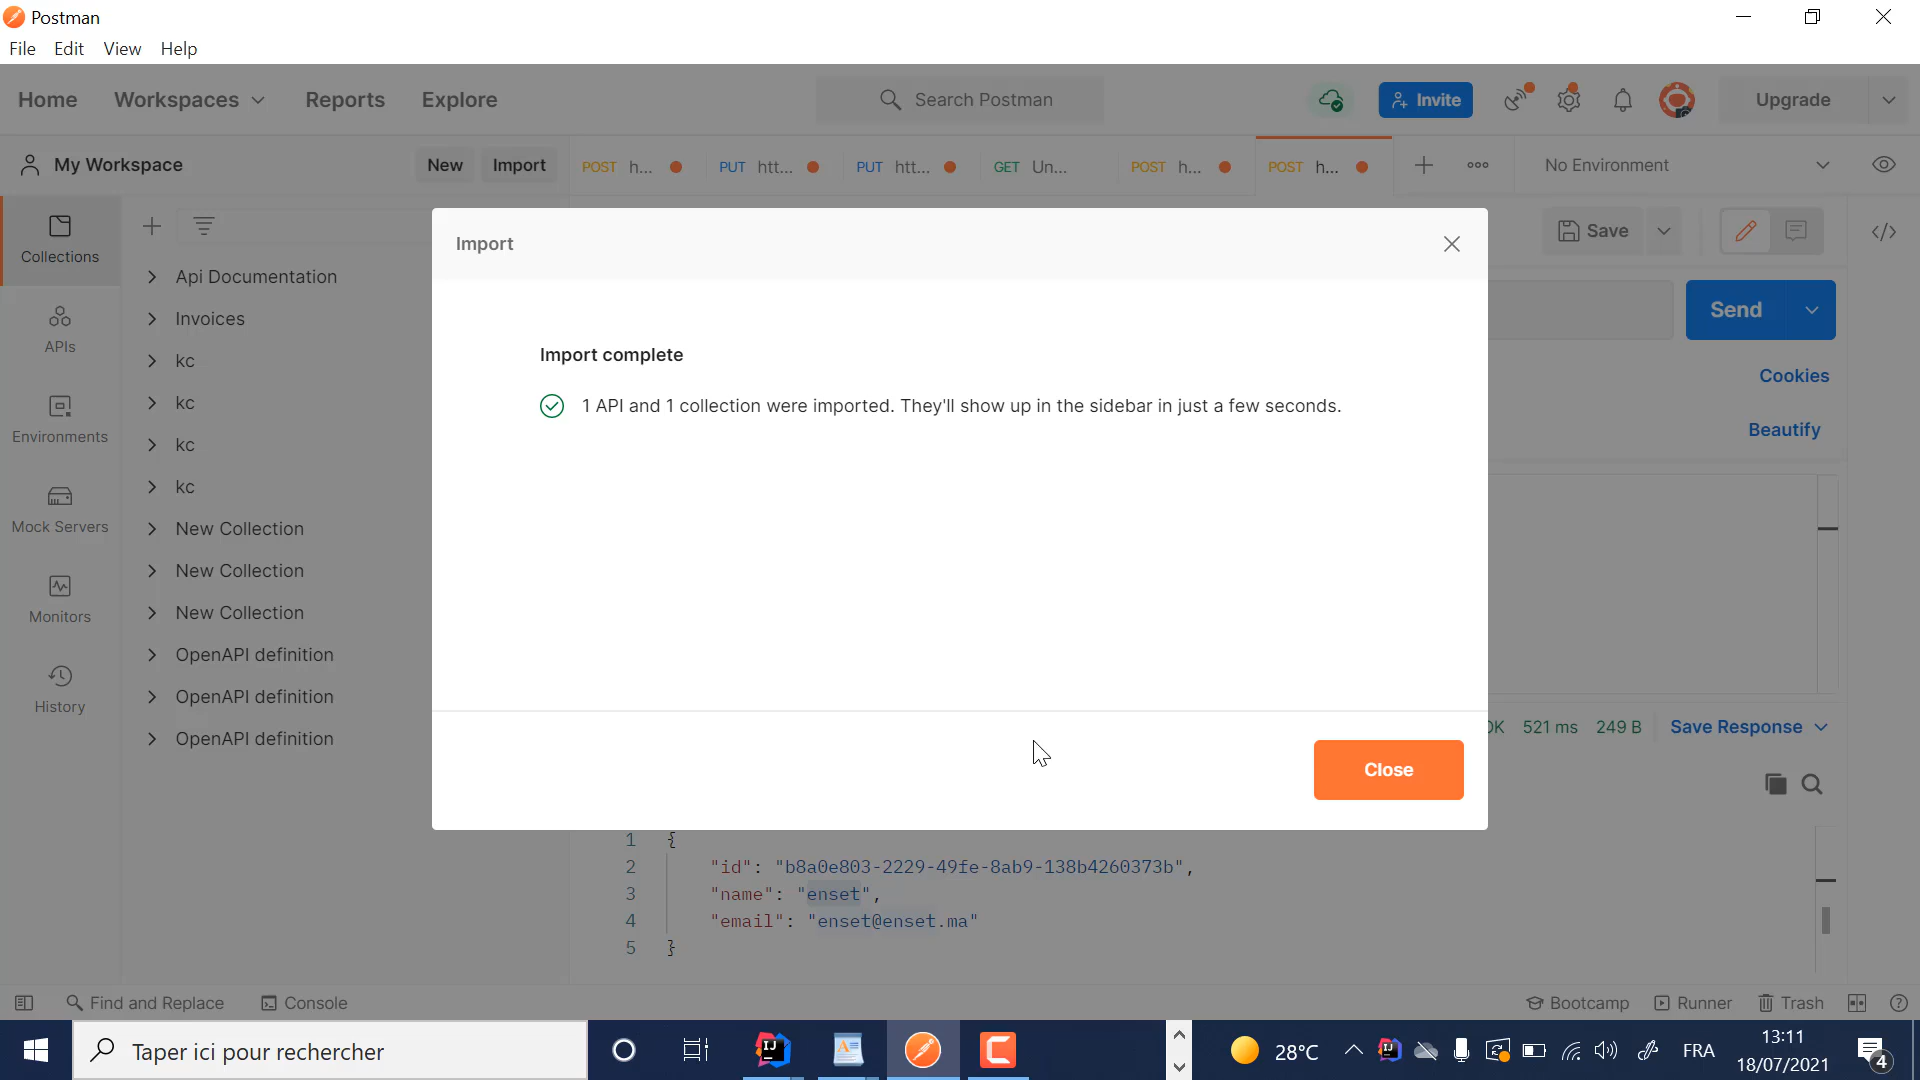 Postman
File Edit View Help
Home Workspaces Reports Explore Search Postman Invite Upgrade
My Workspace New Import POST h... PUT htt... PUT htt... GET Un... POST h... POST h... No Environment
Import
Save
Collections
Api Documentation
Invoices
Send
APIs
kc
Import complete
Cookies
kc
1 API and 1 collection were imported. They'll show up in the sidebar in just a few seconds.
Environments
Beautify
kc
kc
Mock Servers
New Collection
New Collection
Monitors
New Collection
OpenAPI definition
History
OpenAPI definition
OpenAPI definition
OK 521 ms 249 B Save Response
Close
1 {
2 "id": "b8a0e803-2229-49fe-8ab9-138b4260373b",
3 "name": "enset",
4 "email": "enset@enset.ma"
5 }
Find and Replace Console Bootcamp Runner Trash
Taper ici pour rechercher 28°C FRA 13:11
18/07/2021 4